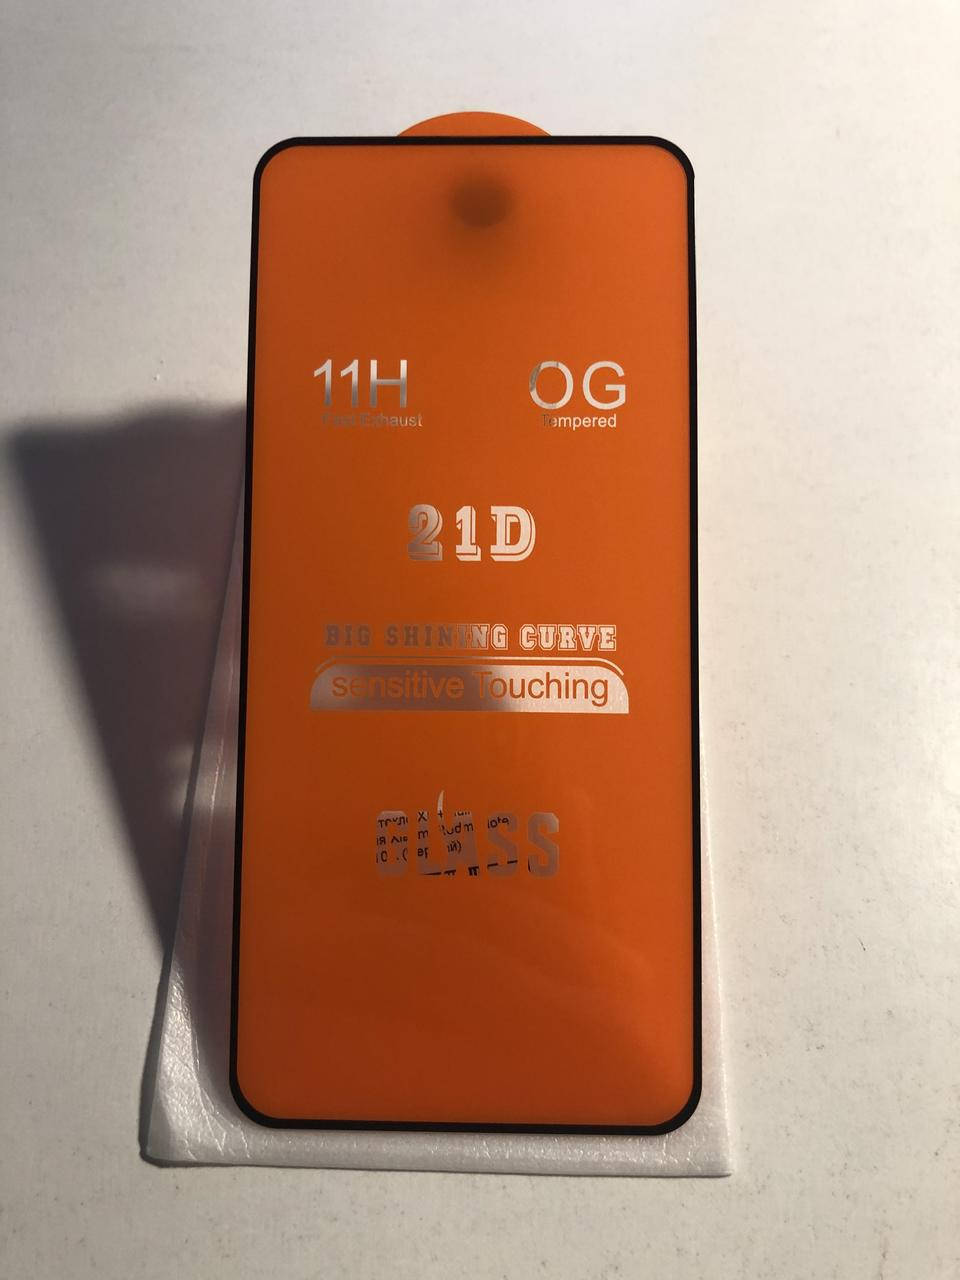 11H OG
Fast Exhaust Tempered
21D
BIG SHINING CURVE
sensitive Touching
GLASS